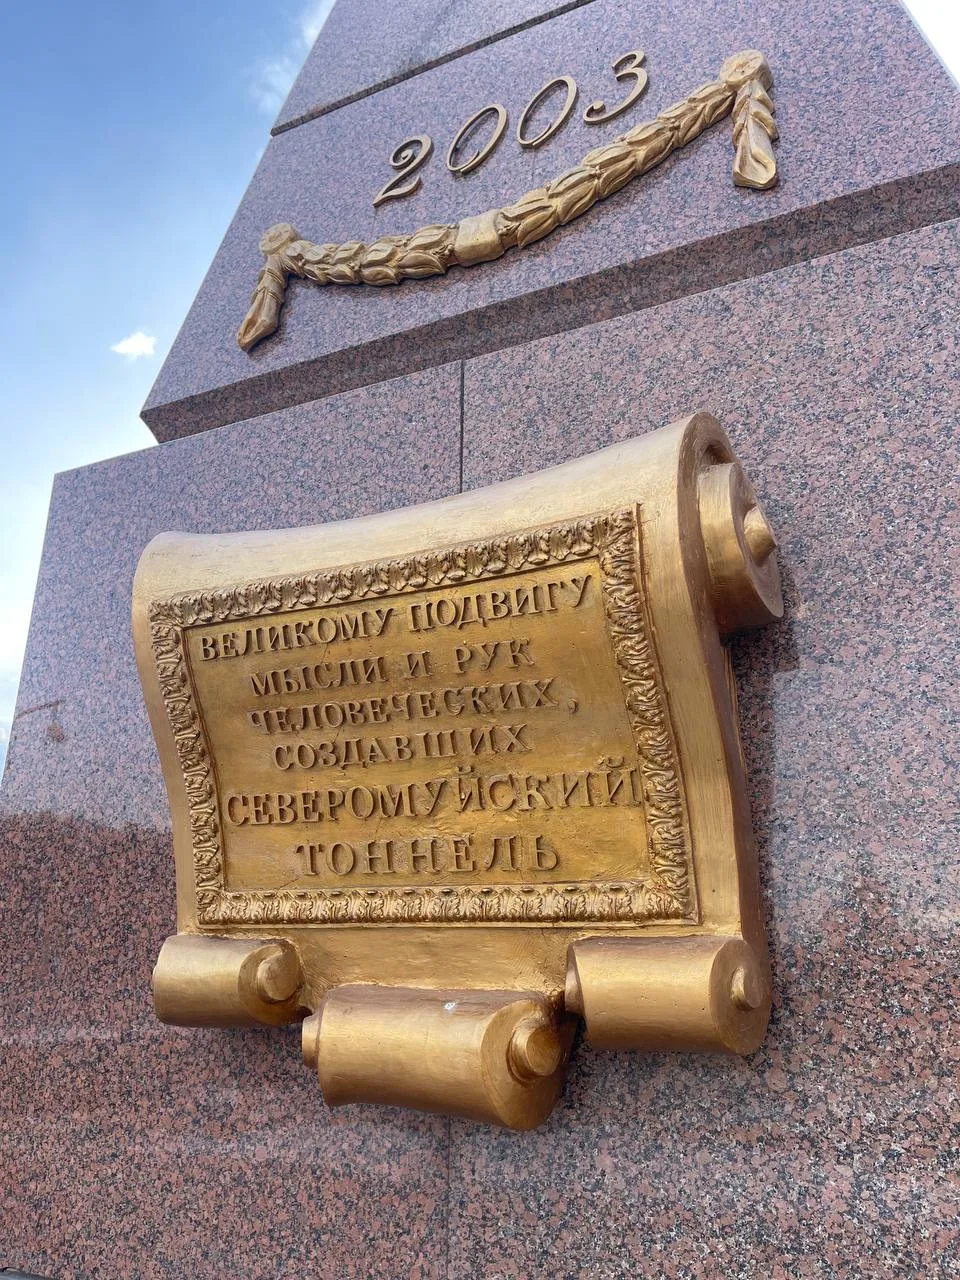 2003
ВЕЛИКОМУ ПОДВИГУ
МЫСЛИ И РУК
ЧЕЛОВЕЧЕСКИХ,
СОЗДАВШИХ
СЕВЕРОМУЙСКИЙ
ТОННЕЛЬ